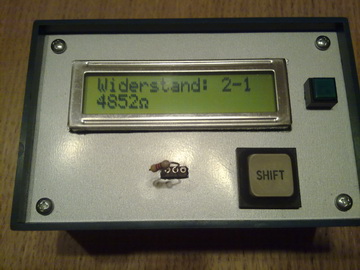 Widerstand: 2-1
4852Ω
SHIFT